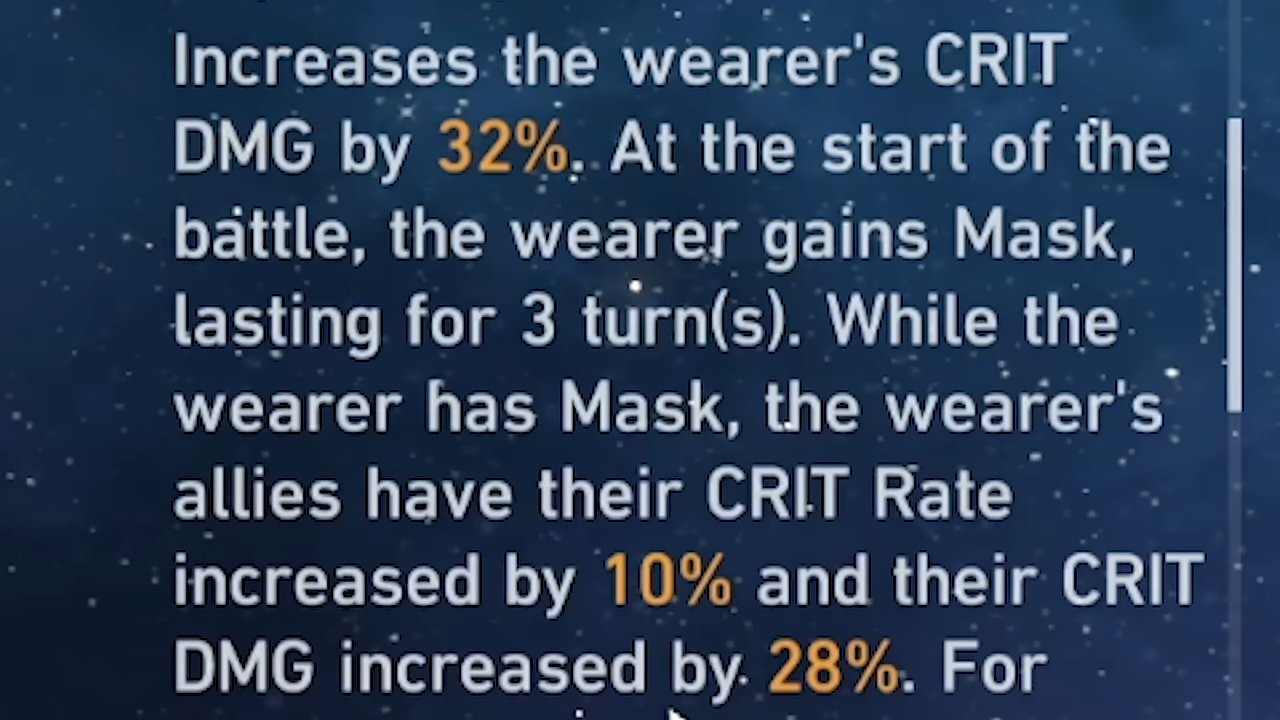 Increases the wearer's CRIT
DMG by 32%. At the start of the
battle, the wearer gains Mask,
lasting for 3 turn(s). While the
wearer has Mask, the wearer's
allies have their CRIT Rate
increased by 10% and their CRIT
DMG increased by 28%. For